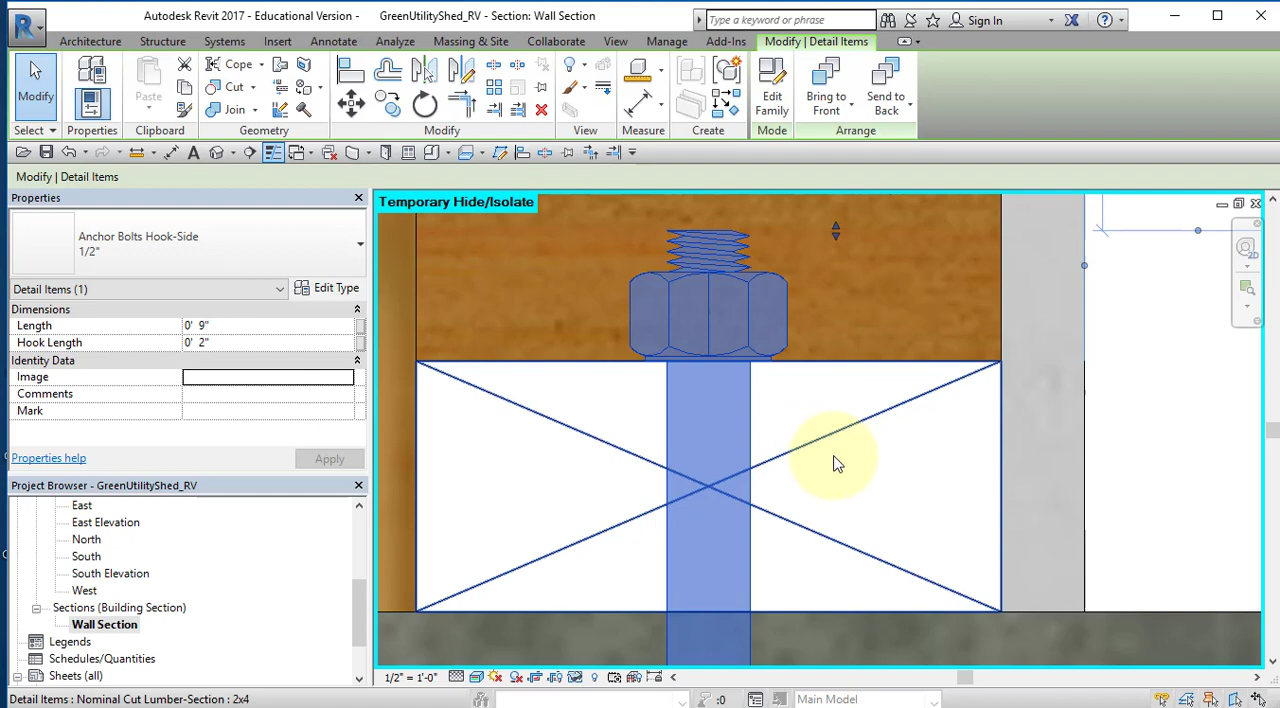 Autodesk Revit 2017 - Educational Version - GreenUtilityShed_RV - Section: Wall Section
Type a keyword or phrase
Sign In
Architecture Structure Systems Insert Annotate Analyze Massing & Site Collaborate View Manage Add-Ins Modify | Detail Items
Modify
Select
Properties
Paste
Clipboard
Cope
Cut
Join
Geometry
Modify
View
Measure
Create
Edit Family
Mode
Bring to Front
Send to Back
Arrange
Modify | Detail Items
Properties
Anchor Bolts Hook-Side
1/2"
Detail Items (1)
Edit Type
Dimensions
Length 0' 9"
Hook Length 0' 2"
Identity Data
Image
Comments
Mark
Properties help
Apply
Project Browser - GreenUtilityShed_RV
East
East Elevation
North
South
South Elevation
West
Sections (Building Section)
Wall Section
Legends
Schedules/Quantities
Sheets (all)
Temporary Hide/Isolate
2D
1/2" = 1'-0"
Detail Items : Nominal Cut Lumber-Section : 2x4
:0
Main Model